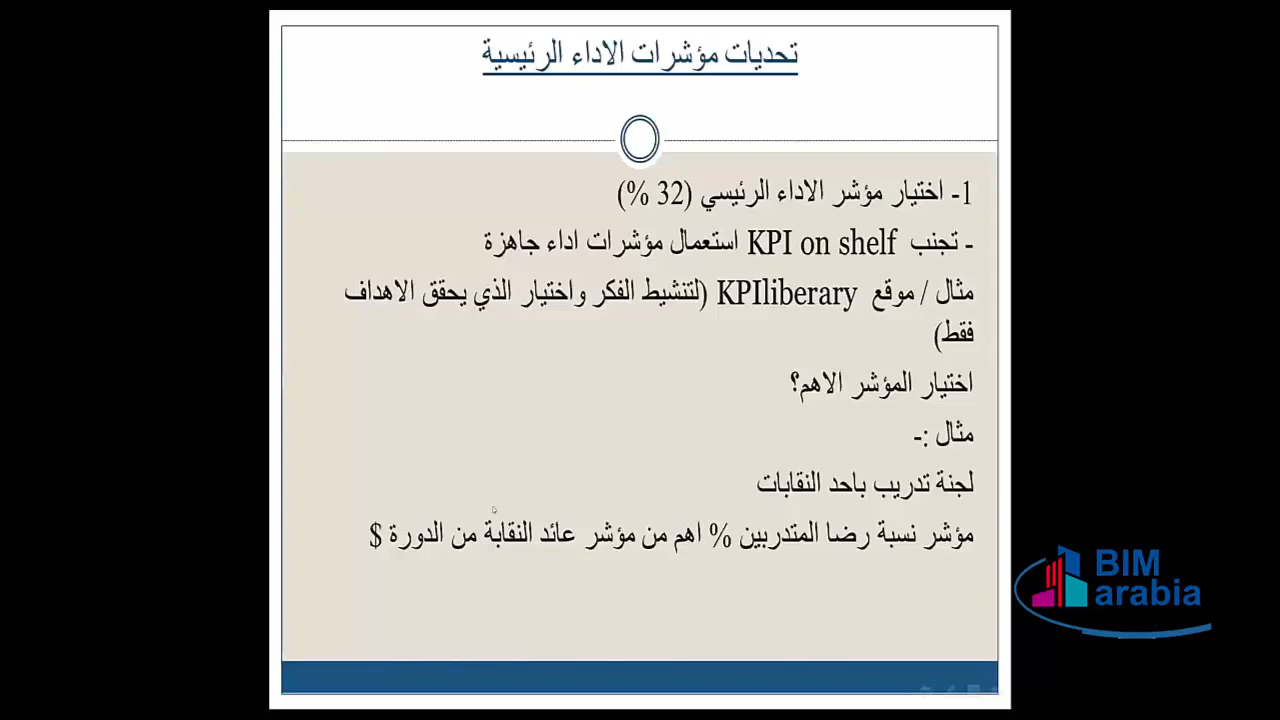 تحديات مؤشرات الاداء الرئيسية
1- اختيار مؤشر الاداء الرئيسي (32 %)
- تجنب KPI on shelf استعمال مؤشرات اداء جاهزة
مثال / موقع KPIliberary (لتنشيط الفكر واختيار الذي يحقق الاهداف
فقط)
اختيار المؤشر الاهم؟
مثال :-
لجنة تدريب باحد النقابات
مؤشر نسبة رضا المتدربين % اهم من مؤشر عائد النقابة من الدورة $
BIM
arabia